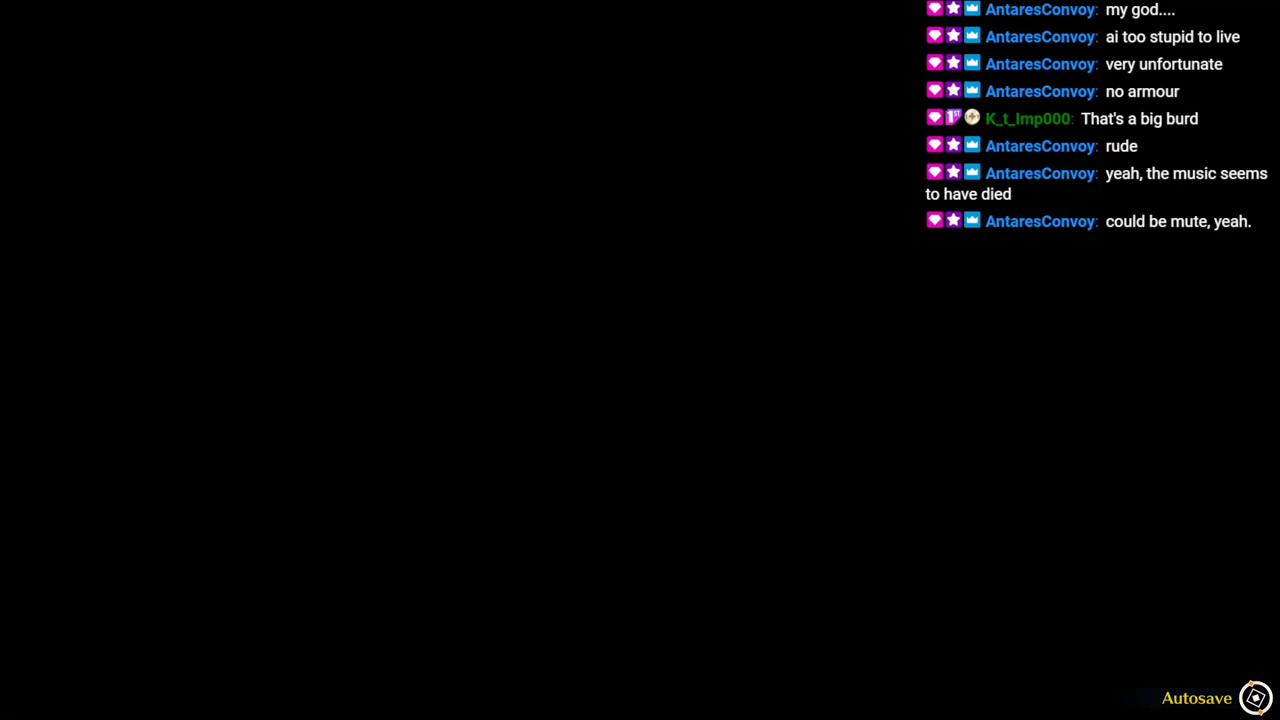 AntaresConvoy: my god....
AntaresConvoy: ai too stupid to live
AntaresConvoy: very unfortunate
AntaresConvoy: no armour
1ST K_t_Imp000: That's a big burd
AntaresConvoy: rude
AntaresConvoy: yeah, the music seems
to have died
AntaresConvoy: could be mute, yeah.
Autosave